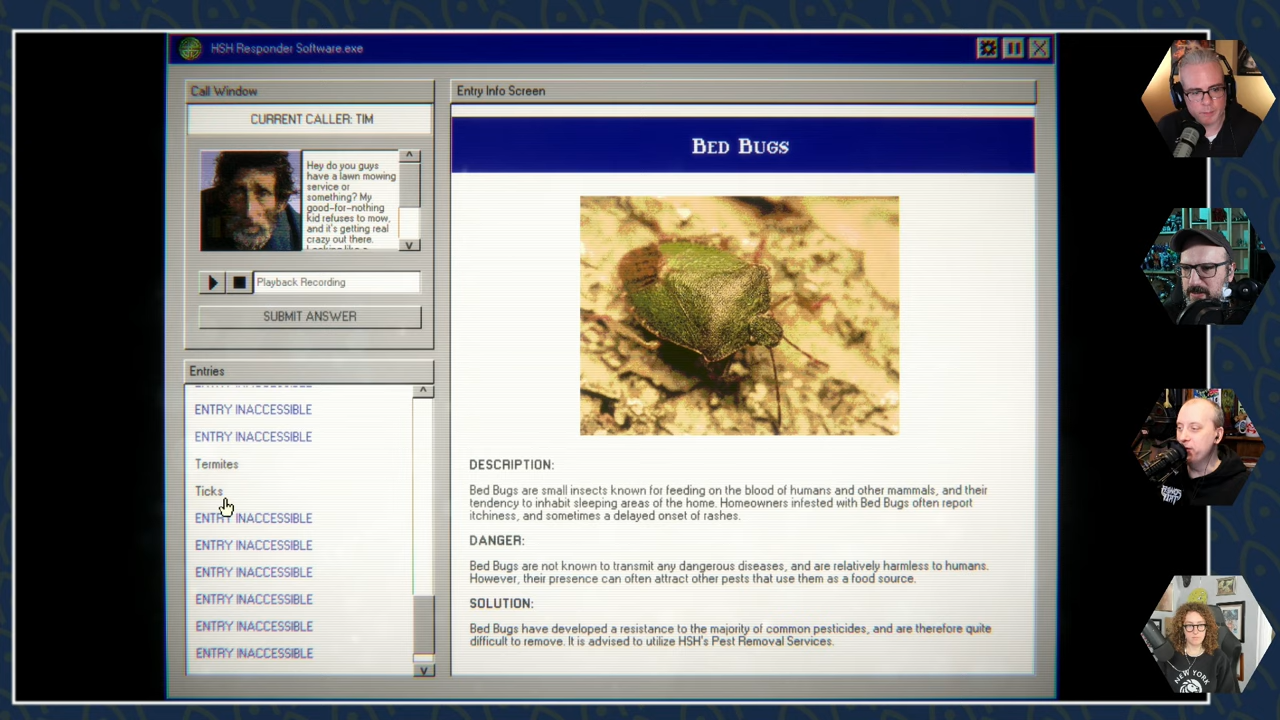 HSH Responder Software.exe
Call Window
CURRENT CALLER: TIM
Hey do you guys
have a lawn mowing
service or
something? My
good-for-nothing
kid refuses to mow,
and it's getting real
crazy out there.
Looking like a
Playback Recording
SUBMIT ANSWER
Entries
ENTRY INACCESSIBLE
ENTRY INACCESSIBLE
ENTRY INACCESSIBLE
Termites
Ticks
ENTRY INACCESSIBLE
ENTRY INACCESSIBLE
ENTRY INACCESSIBLE
ENTRY INACCESSIBLE
ENTRY INACCESSIBLE
ENTRY INACCESSIBLE
Entry Info Screen
BED BUGS
DESCRIPTION:
Bed Bugs are small insects known for feeding on the blood of humans and other mammals, and their
tendency to inhabit sleeping areas of the home. Homeowners infested with Bed Bugs often report
itchiness, and sometimes a delayed onset of rashes.
DANGER:
Bed Bugs are not known to transmit any dangerous diseases, and are relatively harmless to humans.
However, their presence can often attract other pests that use them as a food source.
SOLUTION:
Bed Bugs have developed a resistance to the majority of common pesticides, and are therefore quite
difficult to remove. It is advised to utilize HSH's Pest Removal Services.
NEW YORK